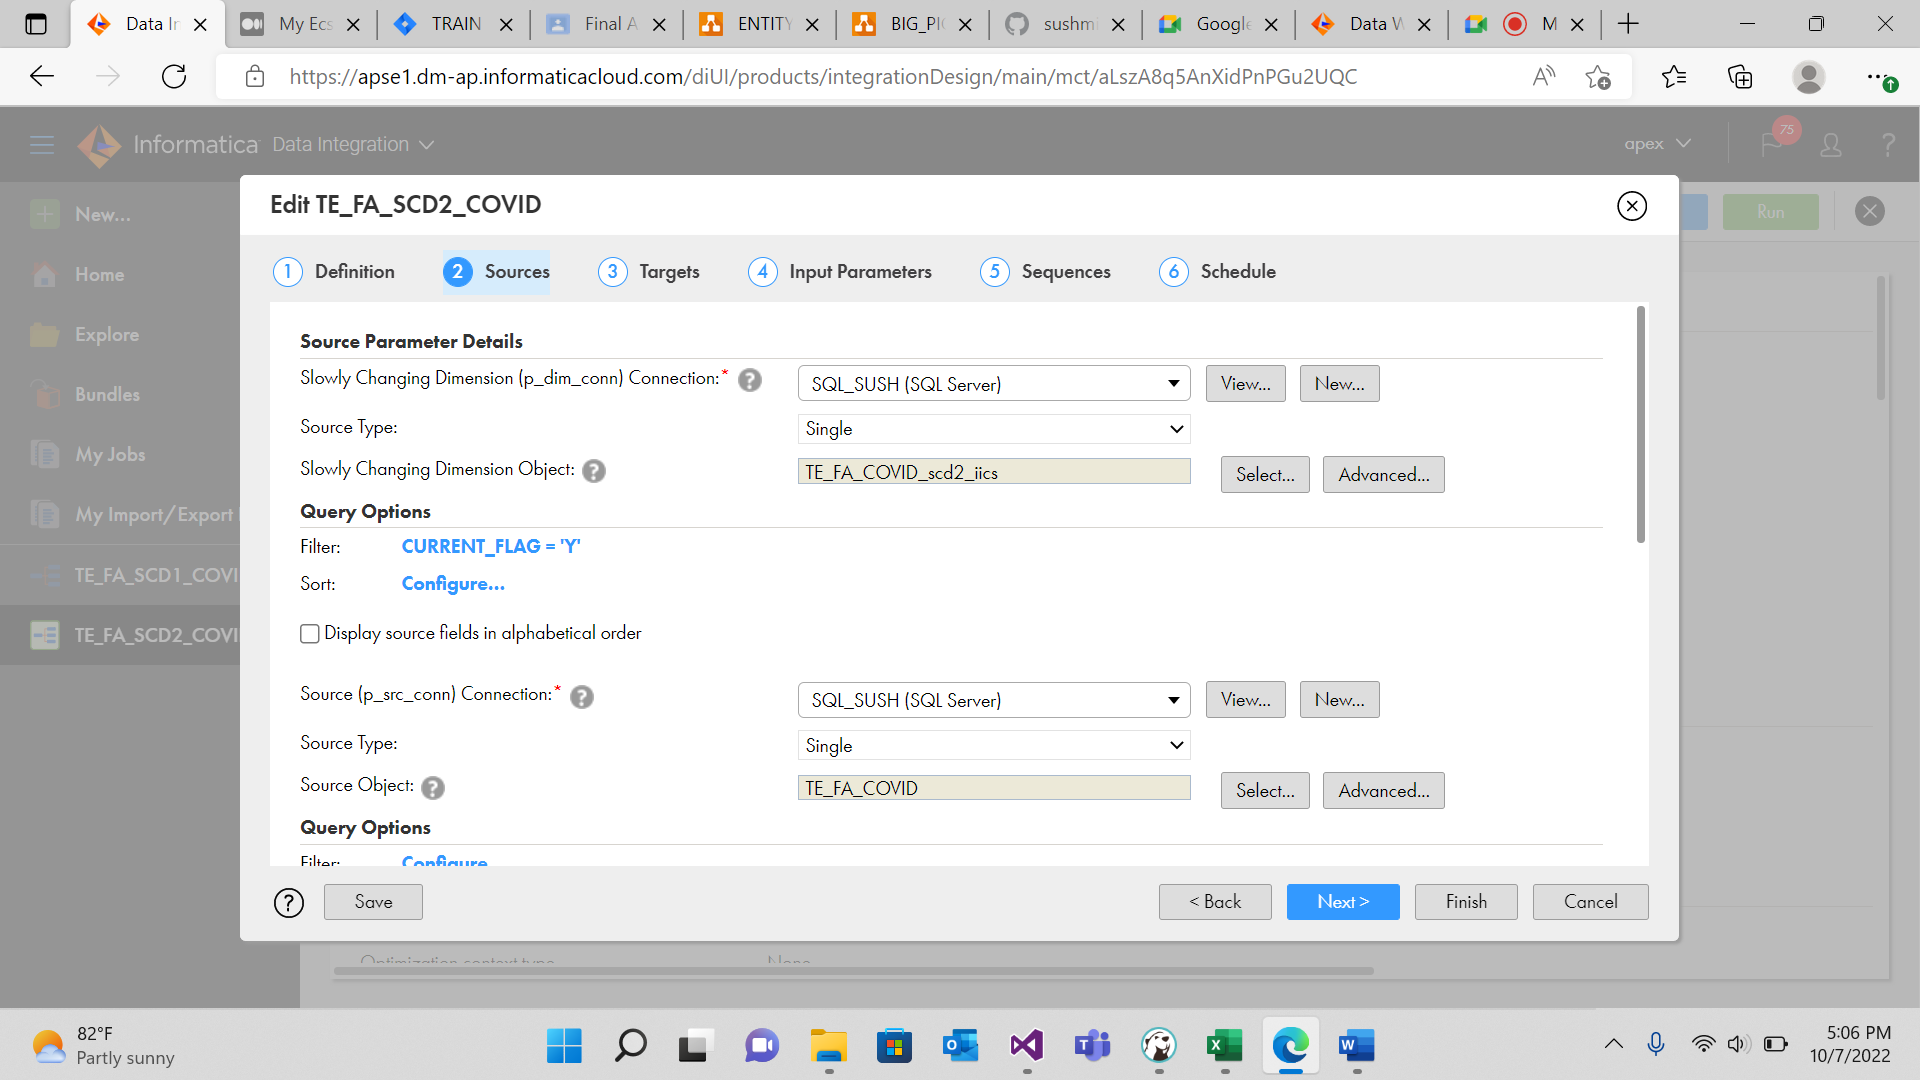 Data In
My Ecs
TRAIN
Final A
ENTITY
BIG_PIC
sushmi
Google
Data W
M
https://apse1.dm-ap.informaticacloud.com/diUI/products/integrationDesign/main/mct/aLszA8q5AnXidPnPGu2UQC
Informatica Data Integration
apex
75
New...
Home
Explore
Bundles
My Jobs
My Import/Export
TE_FA_SCD1_COVI
TE_FA_SCD2_COVI
Run
Edit TE_FA_SCD2_COVID
1 Definition
2 Sources
3 Targets
4 Input Parameters
5 Sequences
6 Schedule
Source Parameter Details
Slowly Changing Dimension (p_dim_conn) Connection:* ? SQL_SUSH (SQL Server) View... New...
Source Type: Single
Slowly Changing Dimension Object: ? TE_FA_COVID_scd2_iics Select... Advanced...
Query Options
Filter: CURRENT_FLAG = 'Y'
Sort: Configure...
Display source fields in alphabetical order
Source (p_src_conn) Connection:* ? SQL_SUSH (SQL Server) View... New...
Source Type: Single
Source Object: ? TE_FA_COVID Select... Advanced...
Query Options
Filter: Configure
? Save < Back Next > Finish Cancel
Optimization context type None
82°F
Partly sunny
5:06 PM
10/7/2022